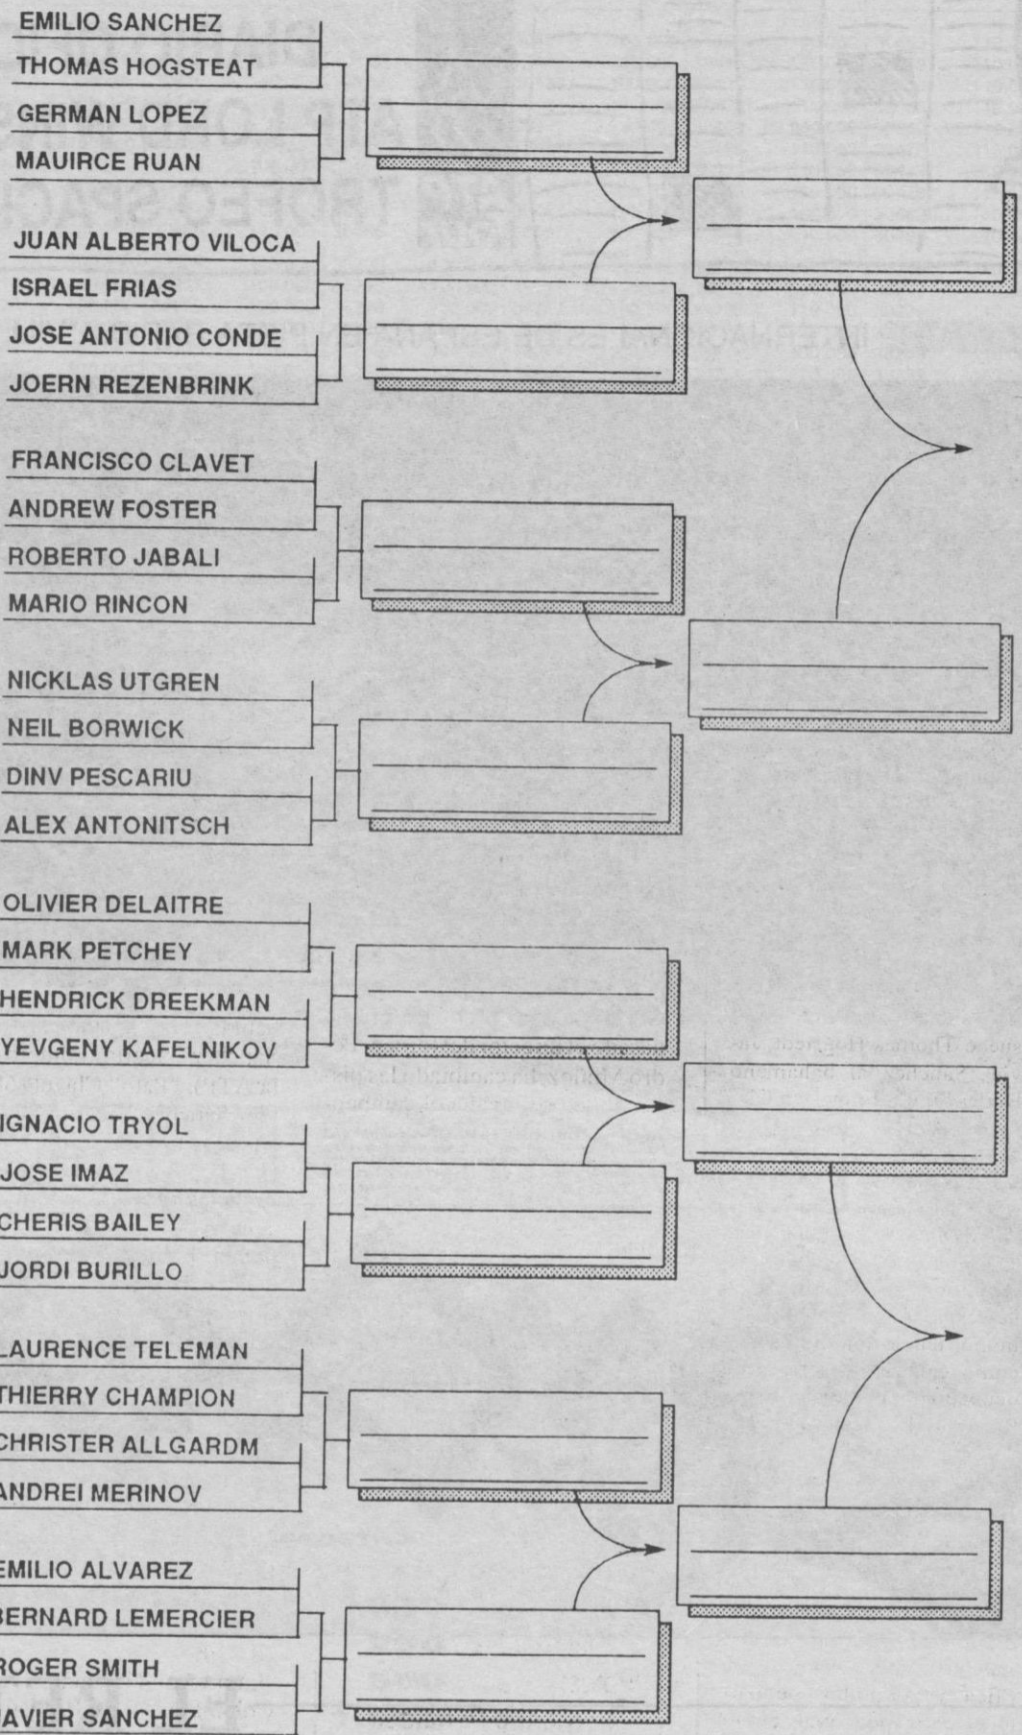 EMILIO SANCHEZ
THOMAS HOGSTEAT
GERMAN LOPEZ
MAUIRCE RUAN
JUAN ALBERTO VILOCA
ISRAEL FRIAS
JOSE ANTONIO CONDE
JOERN REZENBRINK
FRANCISCO CLAVET
ANDREW FOSTER
ROBERTO JABALI
MARIO RINCON
NICKLAS UTGREN
NEIL BORWICK
DINV PESCARIU
ALEX ANTONITSCH
OLIVIER DELAITRE
MARK PETCHEY
HENDRICK DREEKMAN
YEVGENY KAFELNIKOV
IGNACIO TRYOL
JOSE IMAZ
CHERIS BAILEY
JORDI BURILLO
LAURENCE TELEMAN
THIERRY CHAMPION
CHRISTER ALLGARDM
ANDREI MERINOV
EMILIO ALVAREZ
BERNARD LEMERCIER
ROGER SMITH
JAVIER SANCHEZ